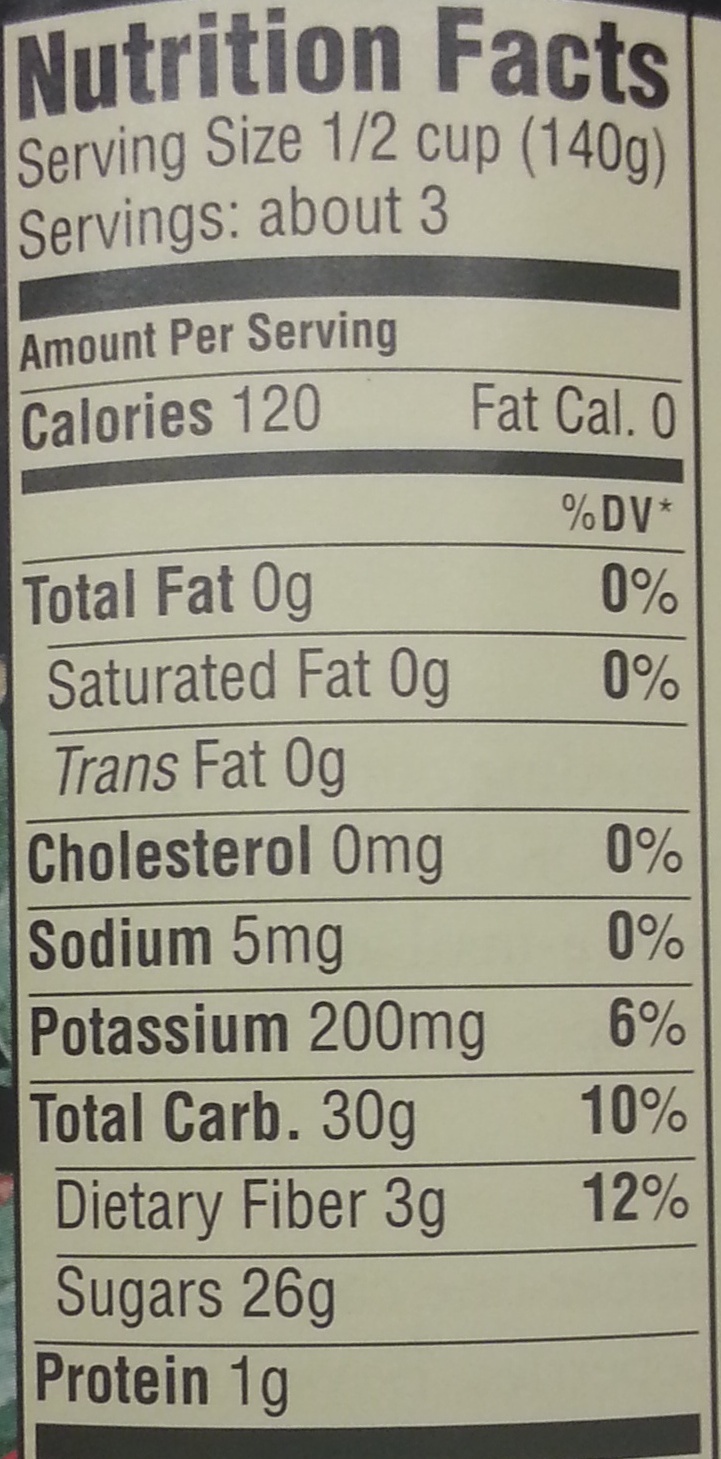 Nutrition Facts
Serving Size 1/2 cup (140g)
Servings: about 3
Amount Per Serving
Calories 120 Fat Cal. 0
%DV*
Total Fat 0g 0%
Saturated Fat 0g 0%
Trans Fat 0g
Cholesterol 0mg 0%
Sodium 5mg 0%
Potassium 200mg 6%
Total Carb. 30g 10%
Dietary Fiber 3g 12%
Sugars 26g
Protein 1g